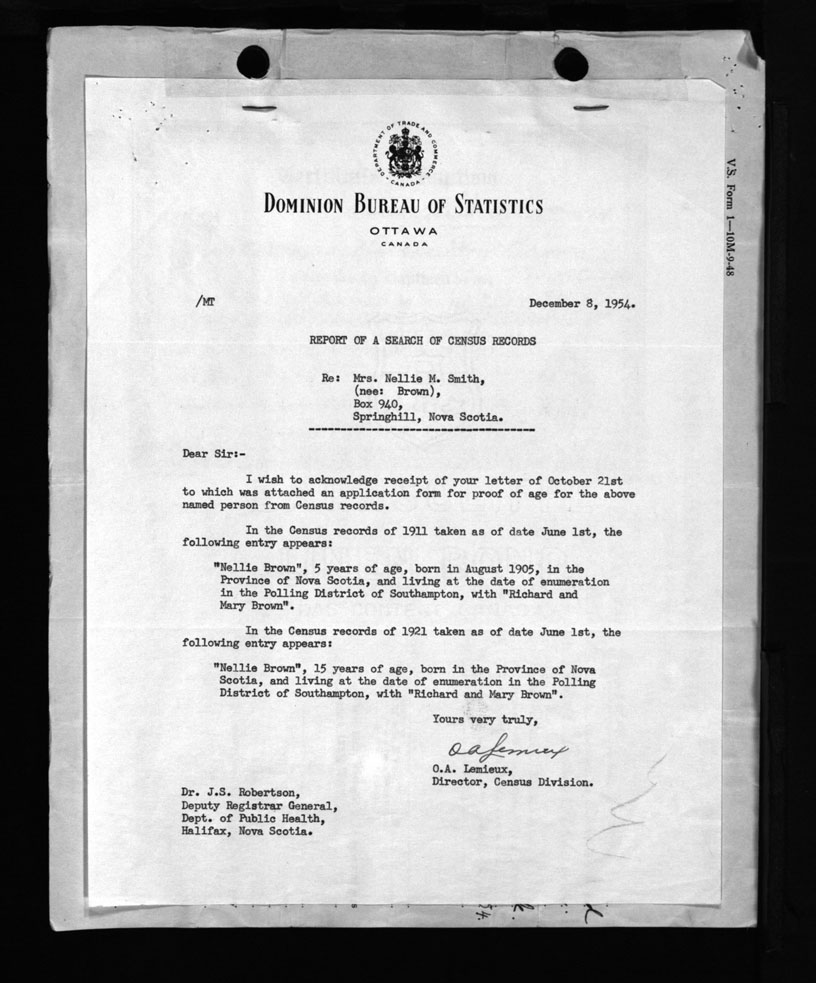 DEPARTMENT OF TRADE AND COMMERCE
CANADA
DOMINION BUREAU OF STATISTICS
OTTAWA
CANADA
V.S. Form 1—10M-9-48
/MT
December 8, 1954.
REPORT OF A SEARCH OF CENSUS RECORDS
Re: Mrs. Nellie M. Smith,
(nee: Brown),
Box 940,
Springhill, Nova Scotia.
Dear Sir:-
I wish to acknowledge receipt of your letter of October 21st
to which was attached an application form for proof of age for the above
named person from Census records.
In the Census records of 1911 taken as of date June 1st, the
following entry appears:
"Nellie Brown", 5 years of age, born in August 1905, in the
Province of Nova Scotia, and living at the date of enumeration
in the Polling District of Southampton, with "Richard and
Mary Brown".
In the Census records of 1921 taken as of date June 1st, the
following entry appears:
"Nellie Brown", 15 years of age, born in the Province of Nova
Scotia, and living at the date of enumeration in the Polling
District of Southampton, with "Richard and Mary Brown".
Yours very truly,
O A Lemieux
O.A. Lemieux,
Director, Census Division.
Dr. J.S. Robertson,
Deputy Registrar General,
Dept. of Public Health,
Halifax, Nova Scotia.